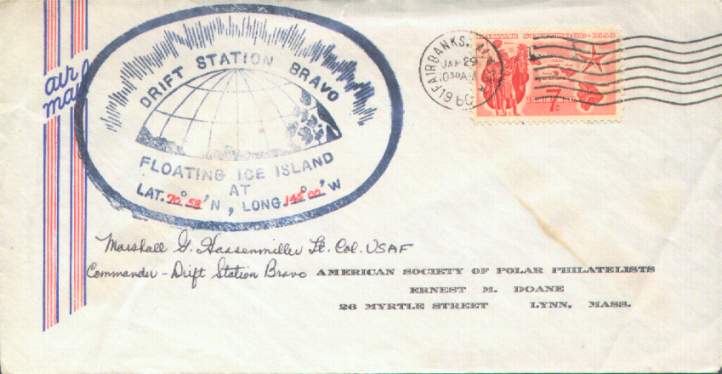 air
mail
DRIFT STATION BRAVO
FLOATING ICE ISLAND
AT
LAT. 70° 58' N, LONG 145° 00' W
FAIRBANKS, ALASKA
JAN 29
1960
7¢
Marshall G. Hassenmiller Lt. Col. USAF
Commander - Drift Station Bravo
AMERICAN SOCIETY OF POLAR PHILATELISTS
ERNEST M. DOANE
26 MYRTLE STREET LYNN, MASS.